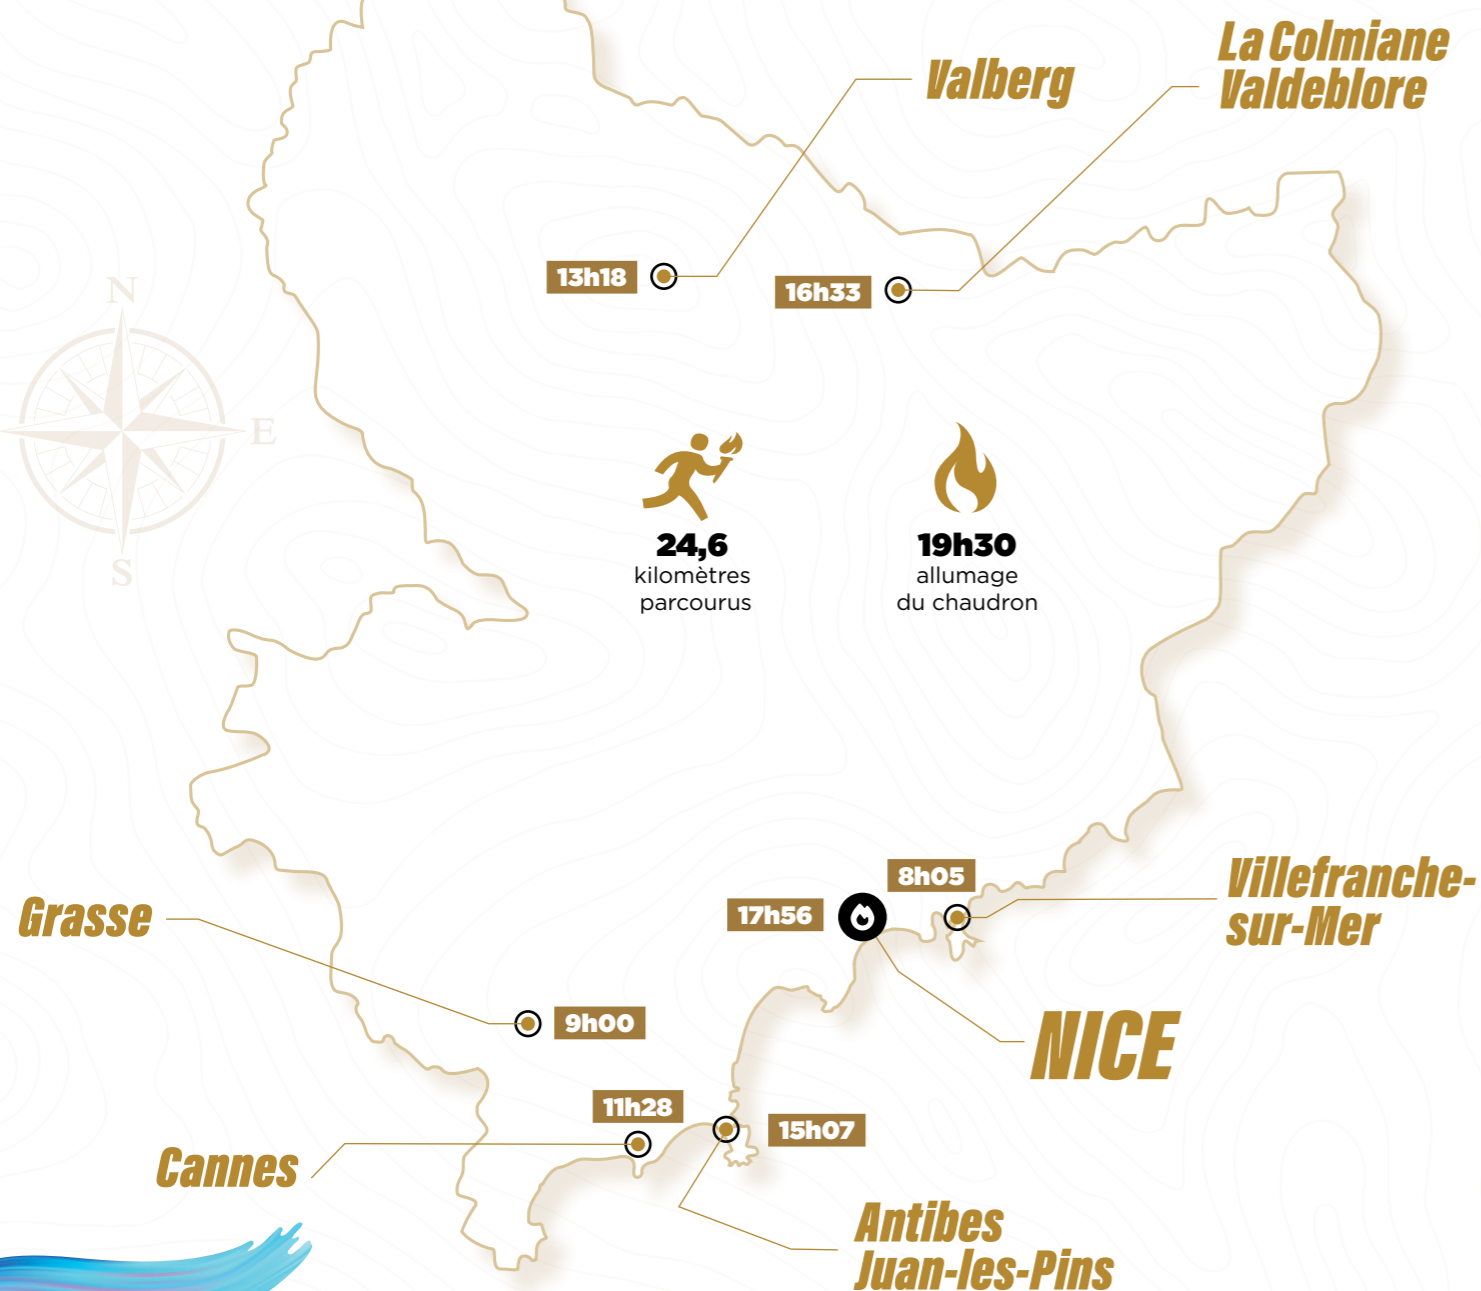 La Colmiane
Valdeblore
Valberg
13h18
16h33
N
E
S
24,6
kilomètres
parcourus
19h30
allumage
du chaudron
8h05
Villefranche-
sur-Mer
17h56
Grasse
9h00
NICE
11h28
15h07
Cannes
Antibes
Juan-les-Pins